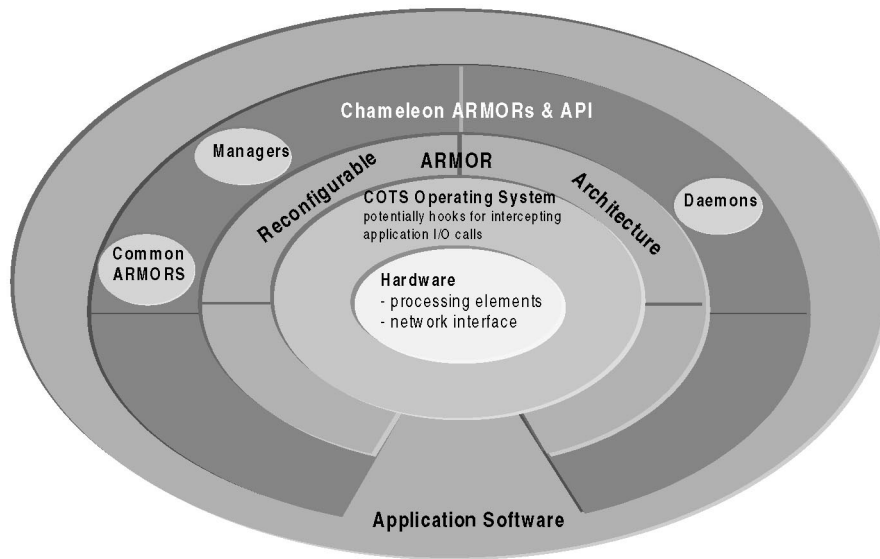 Chameleon ARMORs & API
Managers
Reconfigurable ARMOR Architecture
COTS Operating System
potentially hooks for intercepting
application I/O calls
Daemons
Common
ARMORS
Hardware
- processing elements
- network interface
Application Software